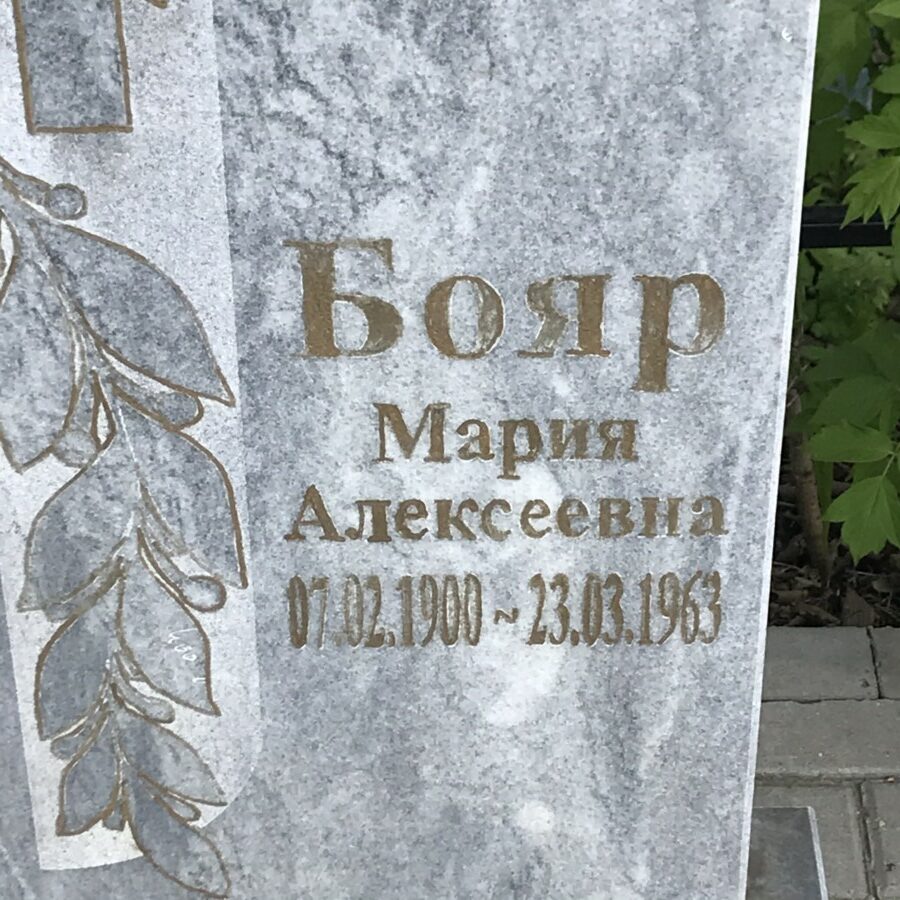 Бояр
Мария
Алексеевна
07.02.1900 ~ 23.03.1963